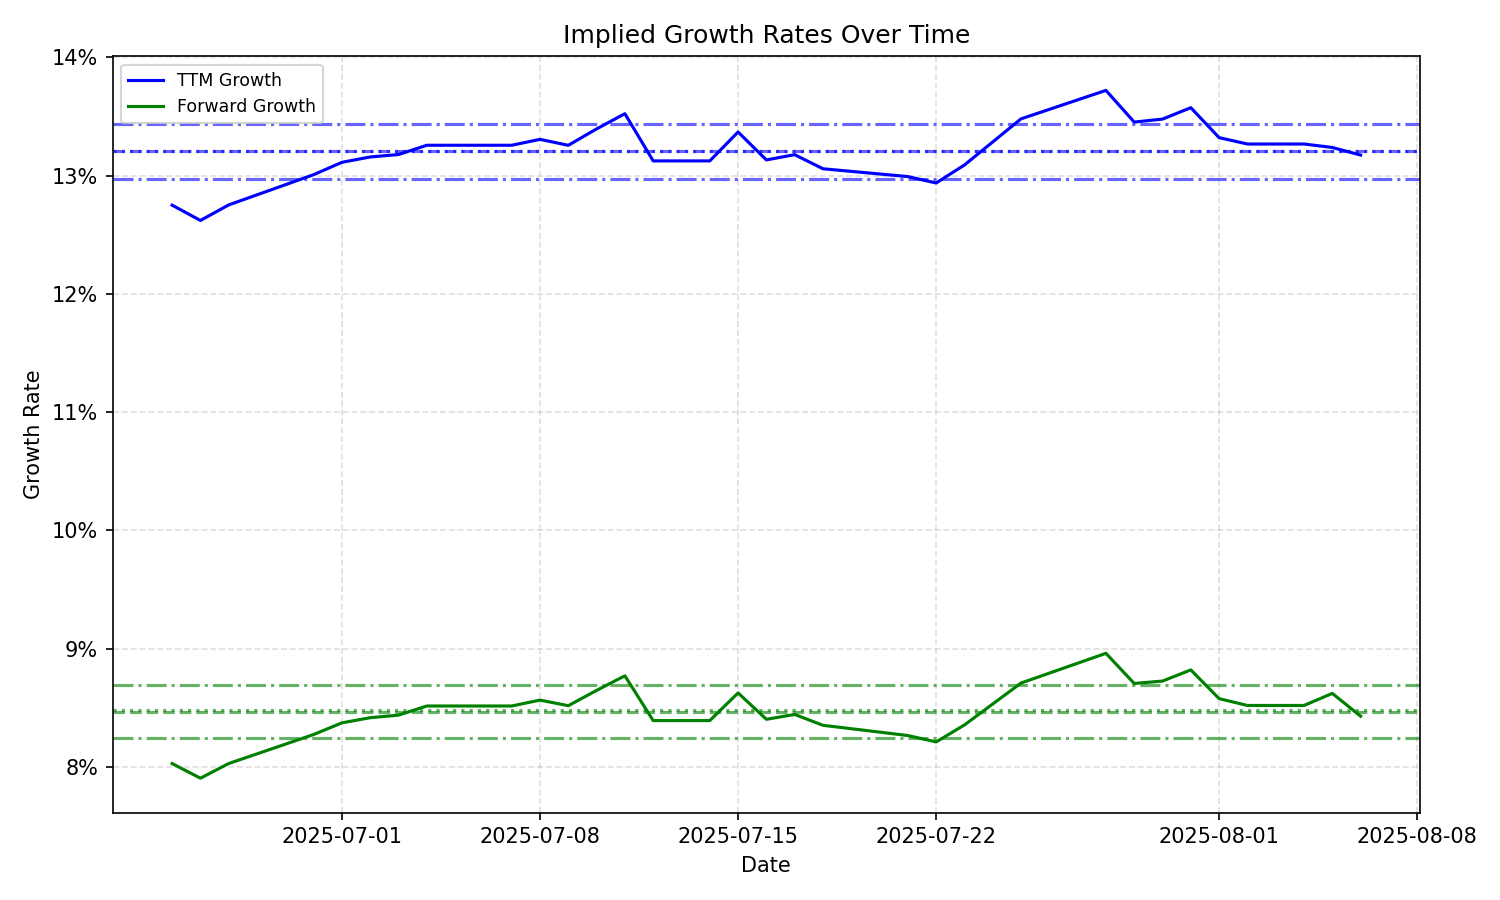 Implied Growth Rates Over Time
14%
13%
12%
11%
10%
9%
8%
Growth Rate
TTM Growth
Forward Growth
2025-07-01
2025-07-08
2025-07-15
2025-07-22
2025-08-01
2025-08-08
Date